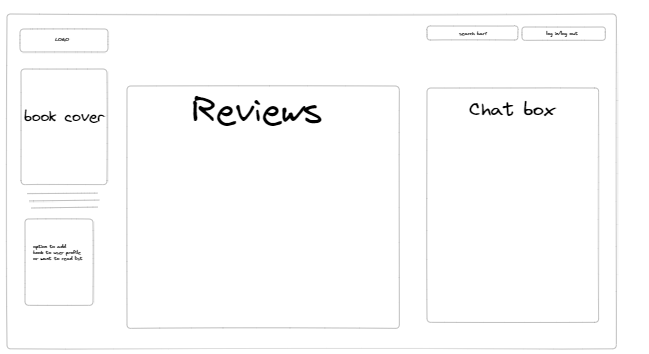 LOGO
search bar?
log in/log out
book cover
Reviews
Chat box
option to add
book to user profile
or want to read list